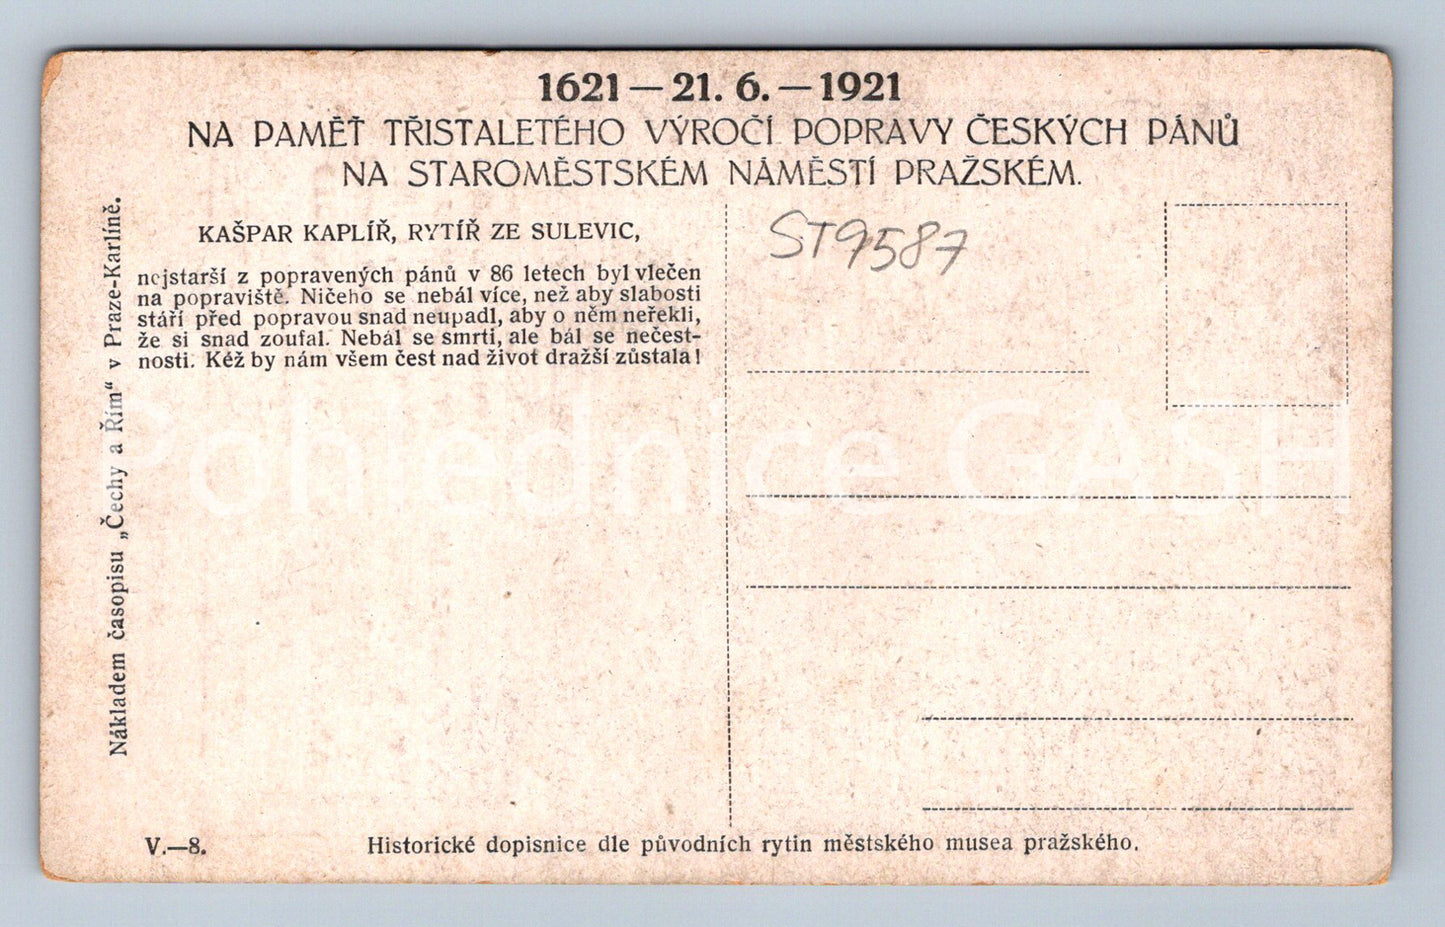 1621 — 21. 6. — 1921
NA PAMĚŤ TŘISTALETÉHO VÝROČÍ POPRAVY ČESKÝCH PÁNŮ
NA STAROMĚSTSKÉM NÁMĚSTÍ PRAŽSKÉM.
KAŠPAR KAPLÍŘ, RYTÍŘ ZE SULEVIC,
nejstarší z popravených pánů v 86 letech byl vlečen
na popraviště. Ničeho se nebál více, než aby slabosti
stáří před popravou snad neupadl, aby o něm neřekli,
že si snad zoufal. Nebál se smrti, ale bál se nečest-
nosti. Kéž by nám všem čest nad život dražší zůstala!
ST9587
Nákladem časopisu „Čechy a Řím“ v Praze-Karlíně.
Pohlednice GASH
V.—8.
Historické dopisnice dle původních rytin městského musea pražského.